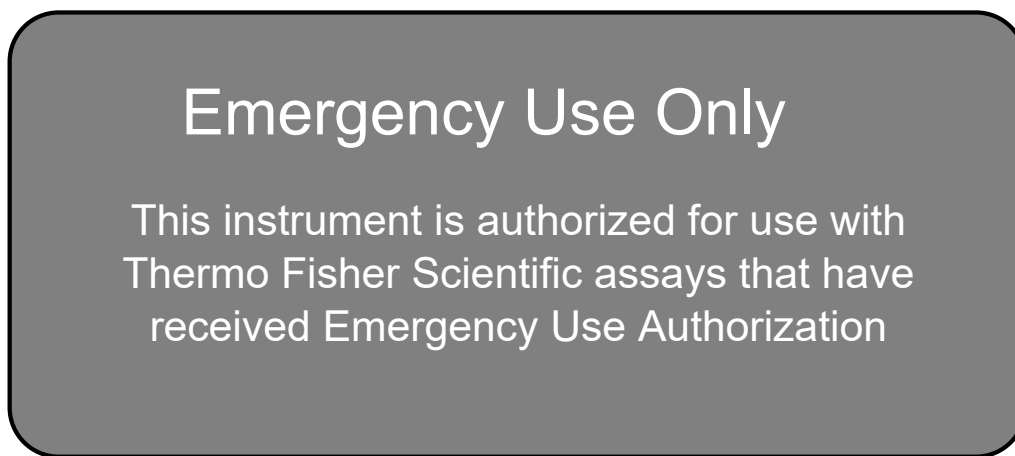 Emergency Use Only
This instrument is authorized for use with
Thermo Fisher Scientific assays that have
received Emergency Use Authorization